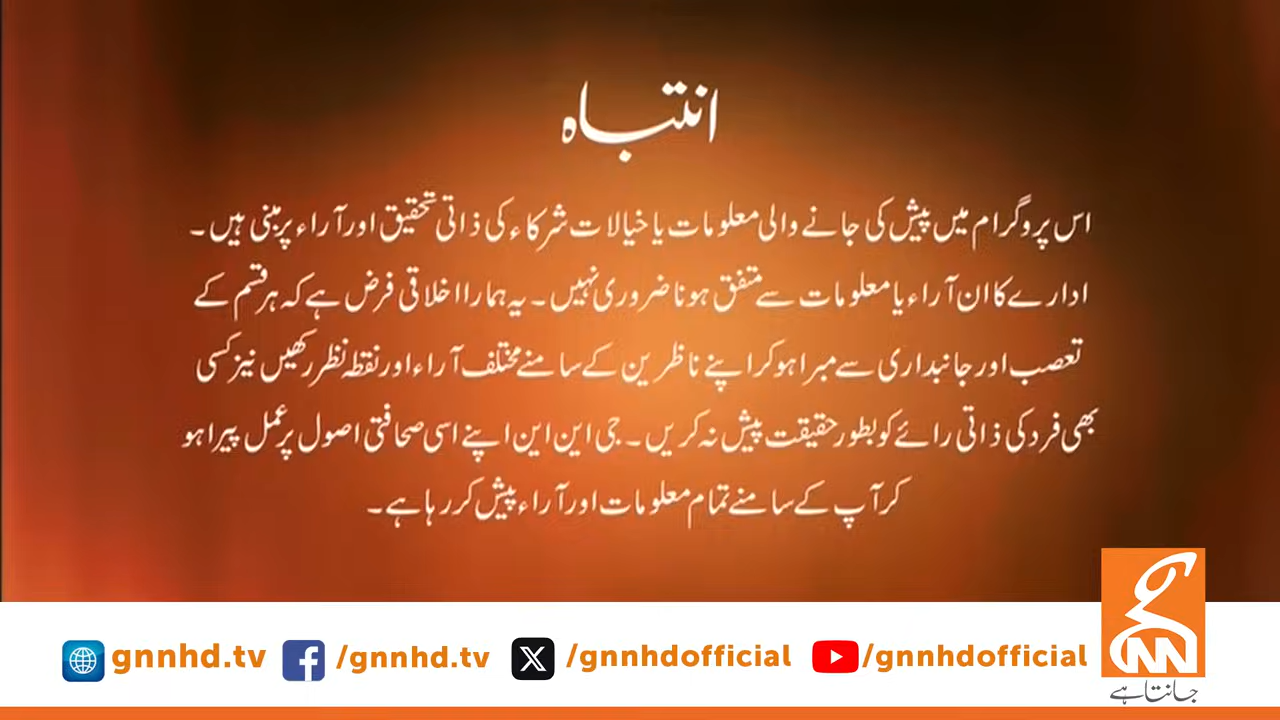 انتباہ
اس پروگرام میں پیش کی جانے والی معلومات یا خیالات شرکاء کی ذاتی تحقیق اور آراء پر مبنی ہیں۔
ادارے کا ان آراء یا معلومات سے متفق ہونا ضروری نہیں۔ یہ ہمارا اخلاقی فرض ہے کہ ہر قسم کے
تعصب اور جانبداری سے مبرا ہو کر اپنے ناظرین کے سامنے مختلف آراء اور نقطہ نظر رکھیں نیز کسی
بھی فرد کی ذاتی رائے کو بطور حقیقت پیش نہ کریں۔ جی این این اپنے اسی صحافتی اصول پر عمل پیرا ہو
کر آپ کے سامنے تمام معلومات اور آراء پیش کر رہا ہے۔
gnnhd.tv /gnnhd.tv /gnnhdofficial /gnnhdofficial
GNN
جانتا ہے